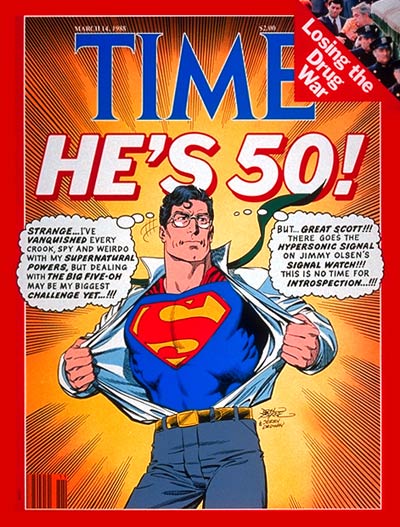 MARCH 14, 1988
$2.00
Losing the
Drug
War
TIME
HE'S 50!
STRANGE...I'VE
VANQUISHED EVERY
CROOK, SPY AND WEIRDO
WITH MY SUPERNATURAL
POWERS, BUT DEALING
WITH THE BIG FIVE-OH
MAY BE MY BIGGEST
CHALLENGE YET...!!!
BUT...GREAT SCOTT!!!
THERE GOES THE
HYPERSONIC SIGNAL
ON JIMMY OLSEN'S
SIGNAL WATCH!!!
THIS IS NO TIME FOR
INTROSPECTION...!!!
S